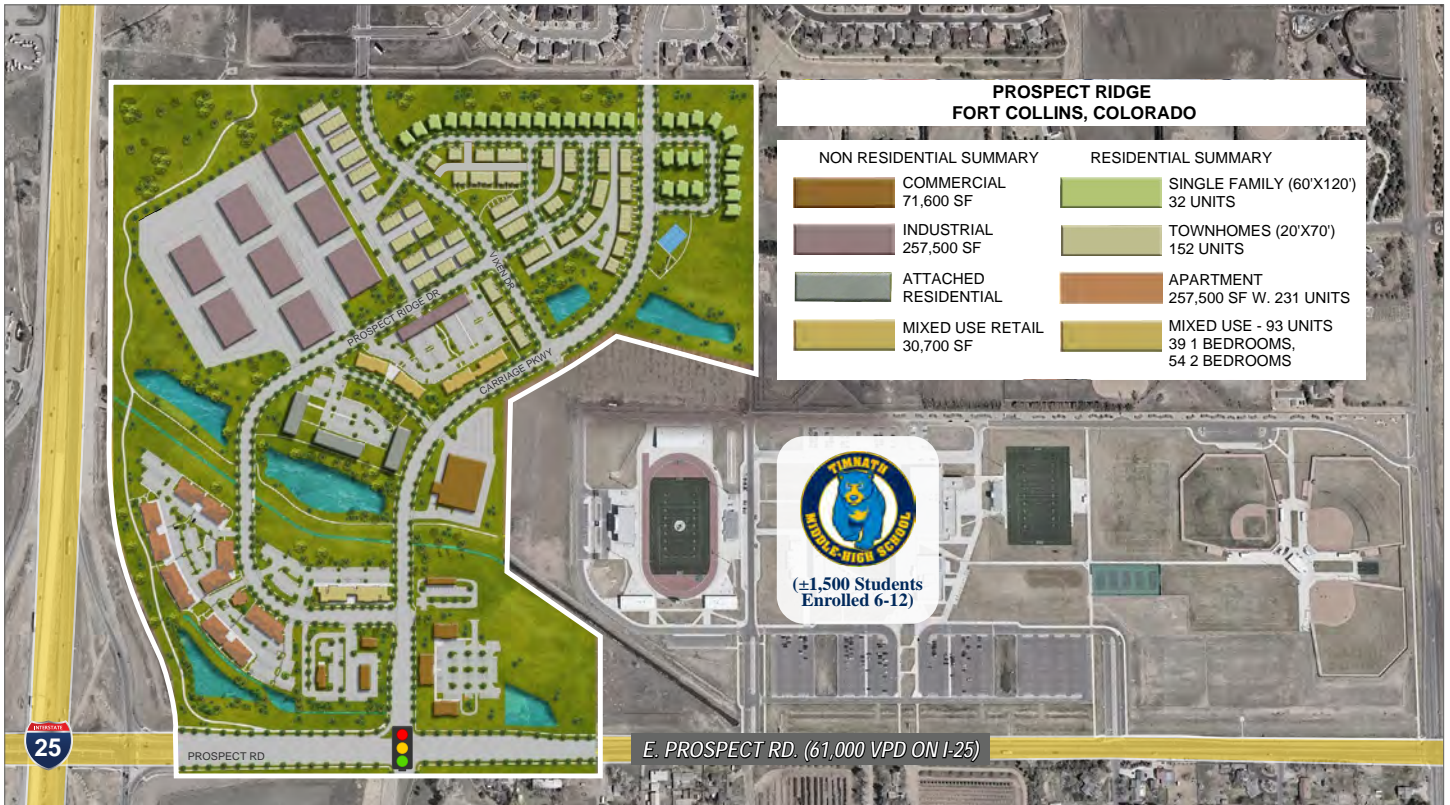 PROSPECT RIDGE
FORT COLLINS, COLORADO
NON RESIDENTIAL SUMMARY
COMMERCIAL
71,600 SF
INDUSTRIAL
257,500 SF
ATTACHED
RESIDENTIAL
MIXED USE RETAIL
30,700 SF
RESIDENTIAL SUMMARY
SINGLE FAMILY (60'X120')
32 UNITS
TOWNHOMES (20'X70')
152 UNITS
APARTMENT
257,500 SF W. 231 UNITS
MIXED USE - 93 UNITS
39 1 BEDROOMS,
54 2 BEDROOMS
VIXEN DR
PROSPECT RIDGE DR
CARRIAGE PKWY
TIMNATH
MIDDLE-HIGH SCHOOL
(±1,500 Students
Enrolled 6-12)
INTERSTATE
25
PROSPECT RD
E. PROSPECT RD. (61,000 VPD ON I-25)